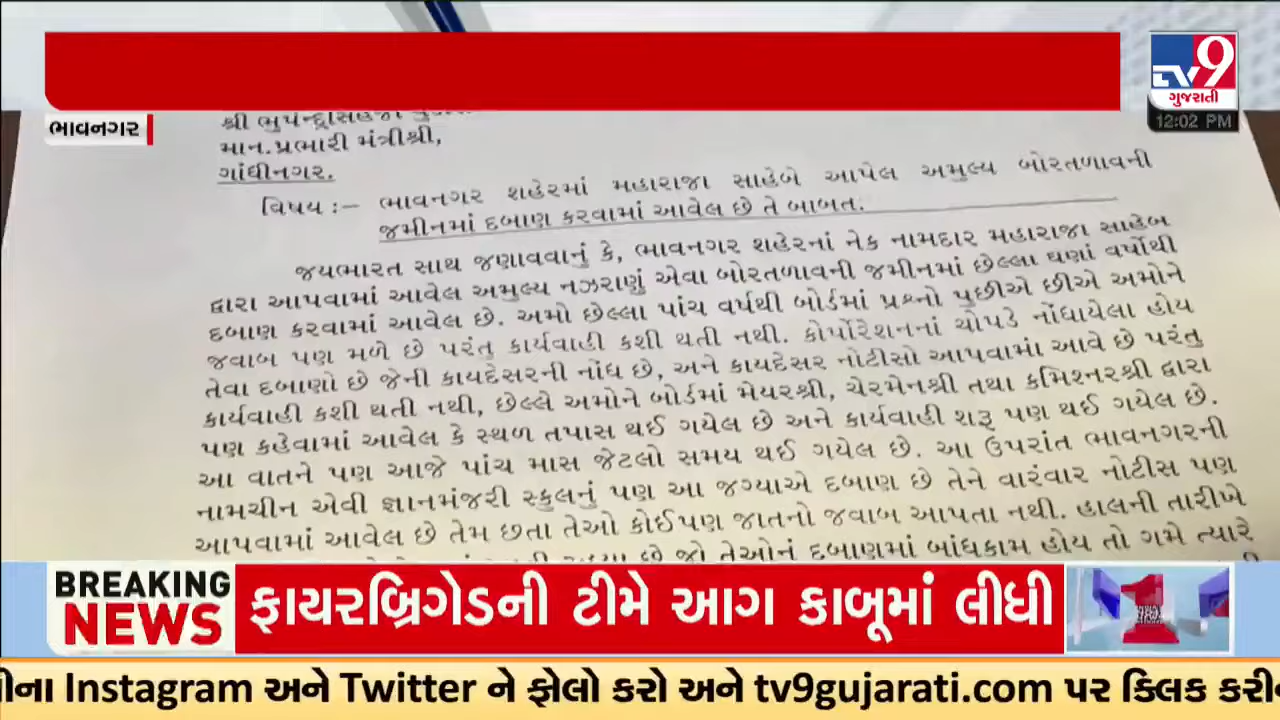 TV9
ગુજરાતી
12:02 PM
ભાવનગર
શ્રી ભુપેન્દ્રસિંહજી
માન.પ્રભારી મંત્રીશ્રી,
ગાંધીનગર.
વિષય :– ભાવનગર શહેરમાં મહારાજા સાહેબે આપેલ અમુલ્ય બોરતળાવની
જમીનમાં દબાણ કરવામાં આવેલ છે તે બાબત.
જયભારત સાથ જણાવવાનું કે, ભાવનગર શહેરનાં નેક નામદાર મહારાજા સાહેબ
દ્વારા આપવામાં આવેલ અમુલ્ય નઝરાણું એવા બોરતળાવની જમીનમાં છેલ્લા ઘણાં વર્ષોથી
દબાણ કરવામાં આવેલ છે. અમો છેલ્લા પાંચ વર્ષથી બોર્ડમાં પ્રશ્નો પુછીએ છીએ અમોને
જવાબ પણ મળે છે પરંતુ કાર્યવાહી કશી થતી નથી. કોર્પોરેશનનાં ચોપડે નોંધાયેલા હોય
તેવા દબાણો છે જેની કાયદેસરની નોંધ છે, અને કાયદેસર નોટીસો આપવામાં આવે છે પરંતુ
કાર્યવાહી કશી થતી નથી, છેલ્લે અમોને બોર્ડમાં મેયરશ્રી, ચેરમેનશ્રી તથા કમિશ્નરશ્રી દ્વારા
પણ કહેવામાં આવેલ કે સ્થળ તપાસ થઈ ગયેલ છે અને કાર્યવાહી શરૂ પણ થઈ ગયેલ છે.
આ વાતને પણ આજે પાંચ માસ જેટલો સમય થઈ ગયેલ છે. આ ઉપરાંત ભાવનગરની
નામચીન એવી જ્ઞાનમંજરી સ્કુલનું પણ આ જગ્યાએ દબાણ છે તેને વારંવાર નોટીસ પણ
આપવામાં આવેલ છે તેમ છતા તેઓ કોઈપણ જાતનો જવાબ આપતા નથી. હાલની તારીખે
છે જો તેઓનું દબાણમાં બાંધકામ હોય તો ગમે ત્યારે
BREAKING
NEWS
ફાયરબ્રિગેડની ટીમે આગ કાબૂમાં લીધી
Instagram અને Twitter ને ફોલો કરો અને tv9gujarati.com પર ક્લિક કરીને